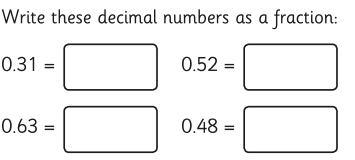 Write these decimal numbers as a fraction:
0.31 = 0.52 =
0.63 = 0.48 =